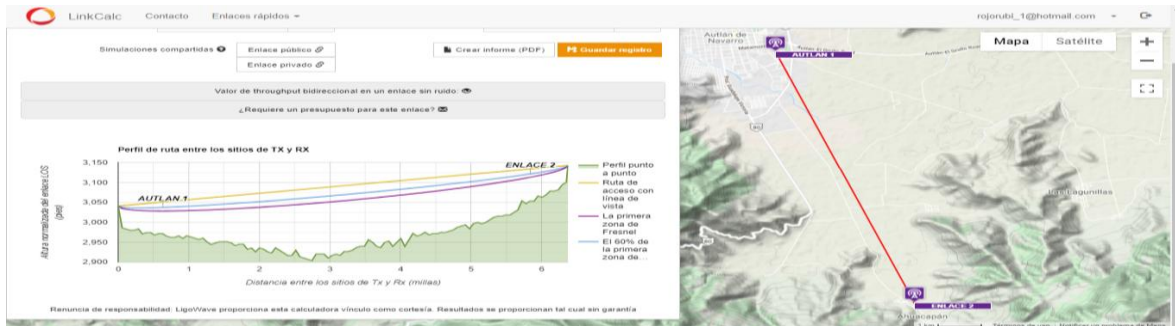 LinkCalc Contacto Enlaces rápidos
rojorubl_1@hotmail.com
Simulaciones compartidas
Enlace público
Enlace privado
Crear informe (PDF)
Guardar registro
Valor de throughput bidireccional en un enlace sin ruido.
¿Requiere un presupuesto para este enlace?
Perfil de ruta entre los sitios de TX y RX
Altura normalizada del enlace LOS
(pies)
3,150
3,100
3,050
3,000
2,950
2,900
AUTLAN 1
ENLACE 2
0 1 2 3 4 5 6
Distancia entre los sitios de Tx y Rx (millas)
Perfil punto
a punto
Ruta de
acceso con
línea de
vista
La primera
zona de
Fresnel
El 60% de
la primera
zona de...
Renuncia de responsabilidad: LigoWave proporciona esta calculadora vínculo como cortesía. Resultados se proporcionan tal cual sin garantía
Autlán de
Navarro
AUTLAN 1
Mapa Satélite
+
−
Las Lagunillas
80
ENLACE 2
Ahuacapán